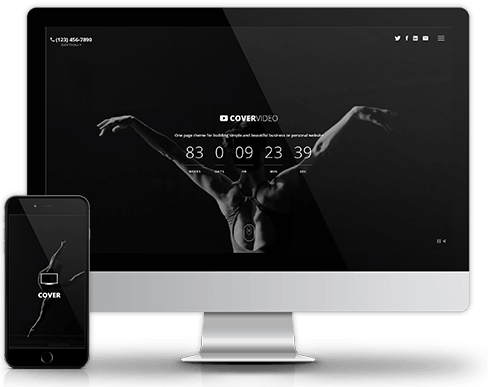 (123) 456-7890
COVERVIDEO
One page theme for building simple and beautiful business or personal website
83 0 09 23 39
WEEKS DAYS HR MIN SEC
COVER